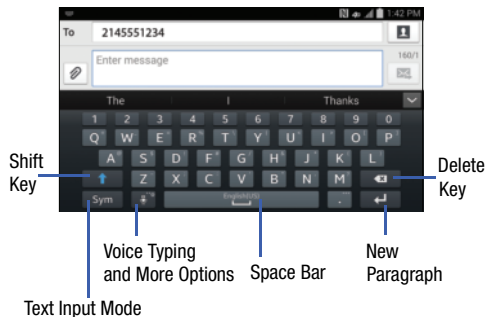 1:42 PM
To 2145551234
Enter message
160/1
The I Thanks
1 2 3 4 5 6 7 8 9 0
Q W E R T Y U I O P
A S D F G H J K L
Z X C V B N M
Sym English(US) .
Shift
Key
Delete
Key
Voice Typing
and More Options
Space Bar
New
Paragraph
Text Input Mode